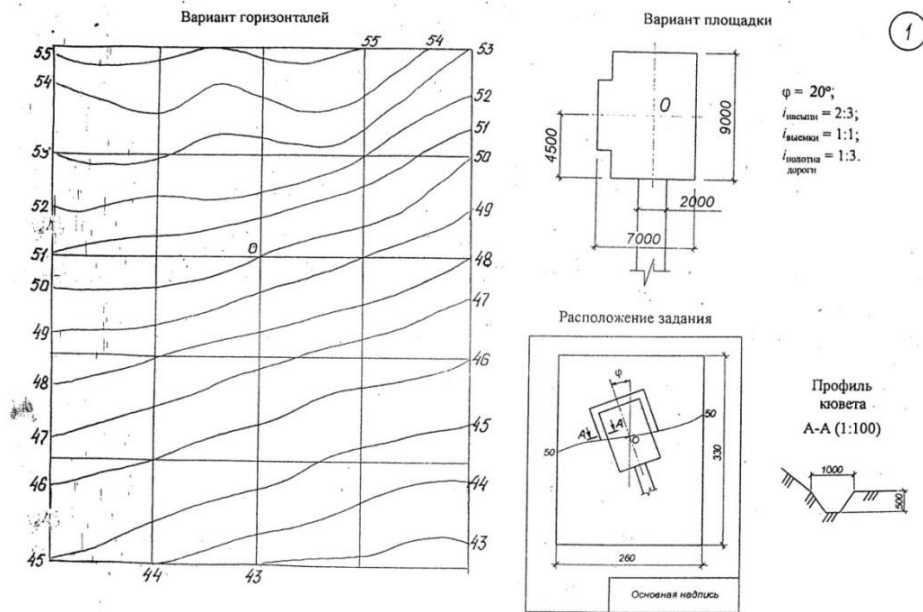 Вариант горизонталей
Вариант площадки
1
55
54
53
52
51
50
49
48
47
46
45
55
54
53
52
51
50
49
48
47
46
45
44
43
44
43
О
О
4500
9000
2000
7000
φ = 20°;
iнасыпи = 2:3;
iвыемки = 1:1;
iполотна = 1:3.
дороги
Расположение задания
φ
А
А
О
50
50
330
260
Основная надпись
Профиль
кювета
А-А (1:100)
1000
500